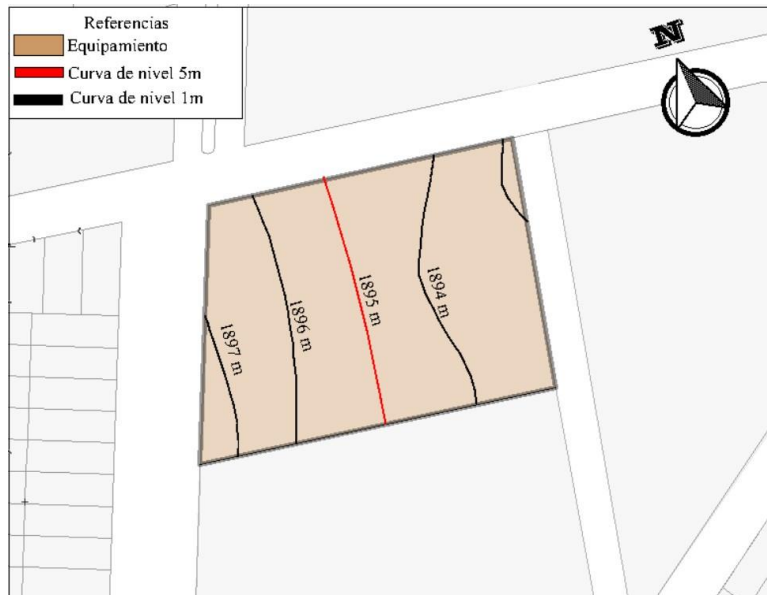 Referencias
Equipamiento
Curva de nivel 5m
Curva de nivel 1m
N
1897 m
1896 m
1895 m
1894 m